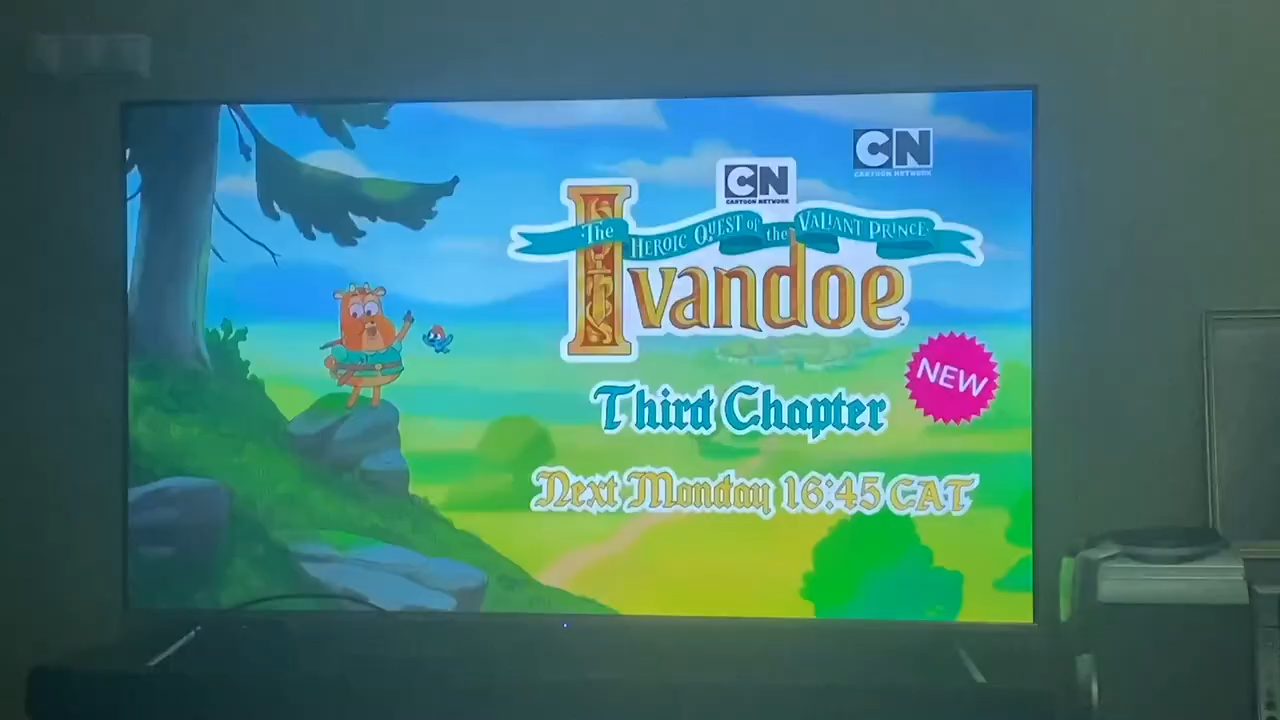 CN
CARTOON NETWORK
CN
CARTOON NETWORK
The HEROIC QUEST of the VALIANT PRINCE
Ivandoe
NEW
Third Chapter
Next Monday 16:45 CAT